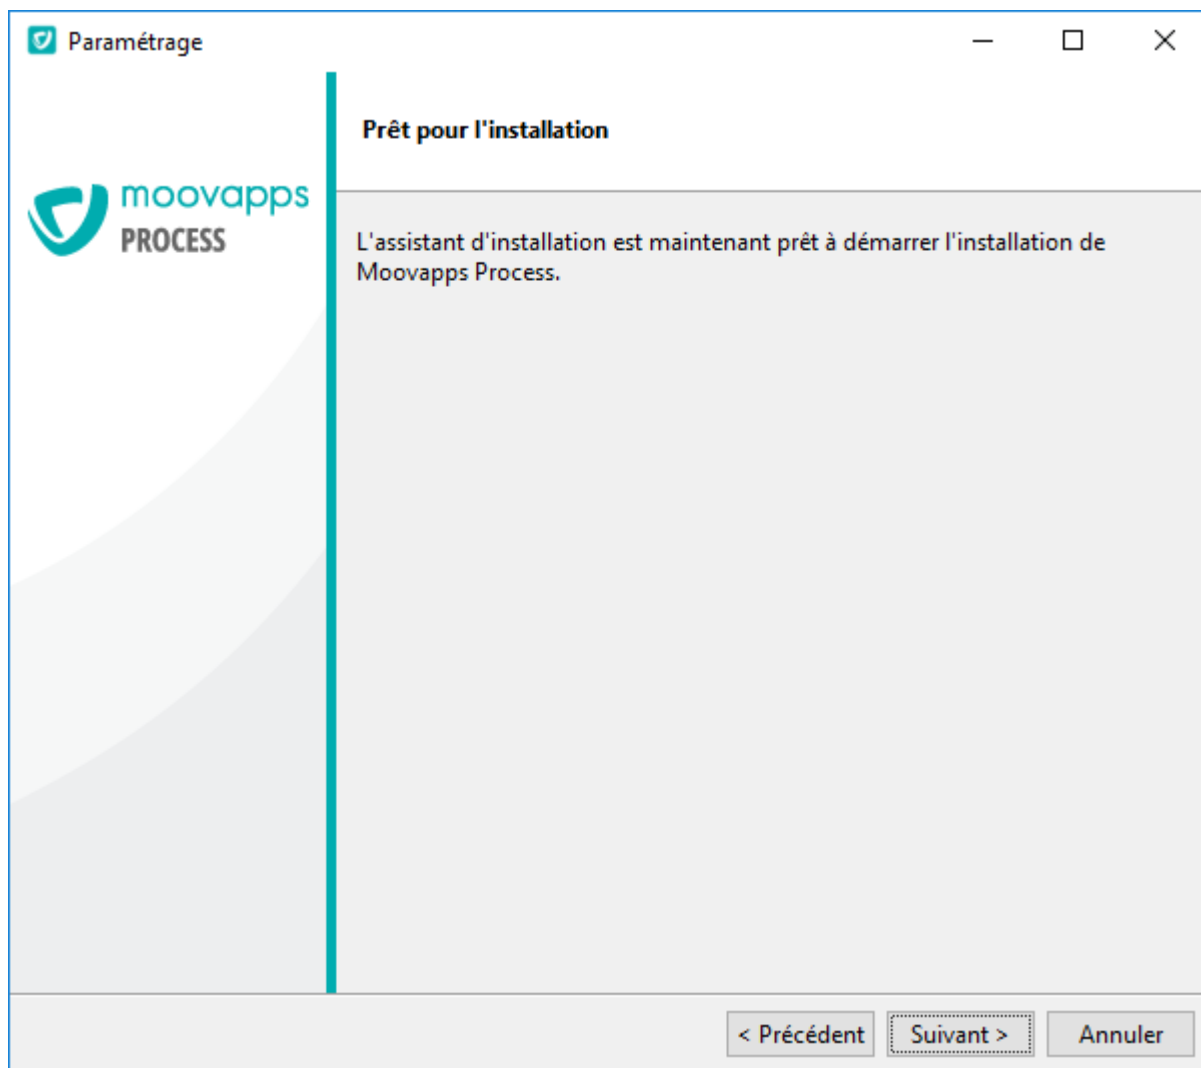 Paramétrage
moovapps
PROCESS
Prêt pour l'installation
L'assistant d'installation est maintenant prêt à démarrer l'installation de
Moovapps Process.
< Précédent
Suivant >
Annuler